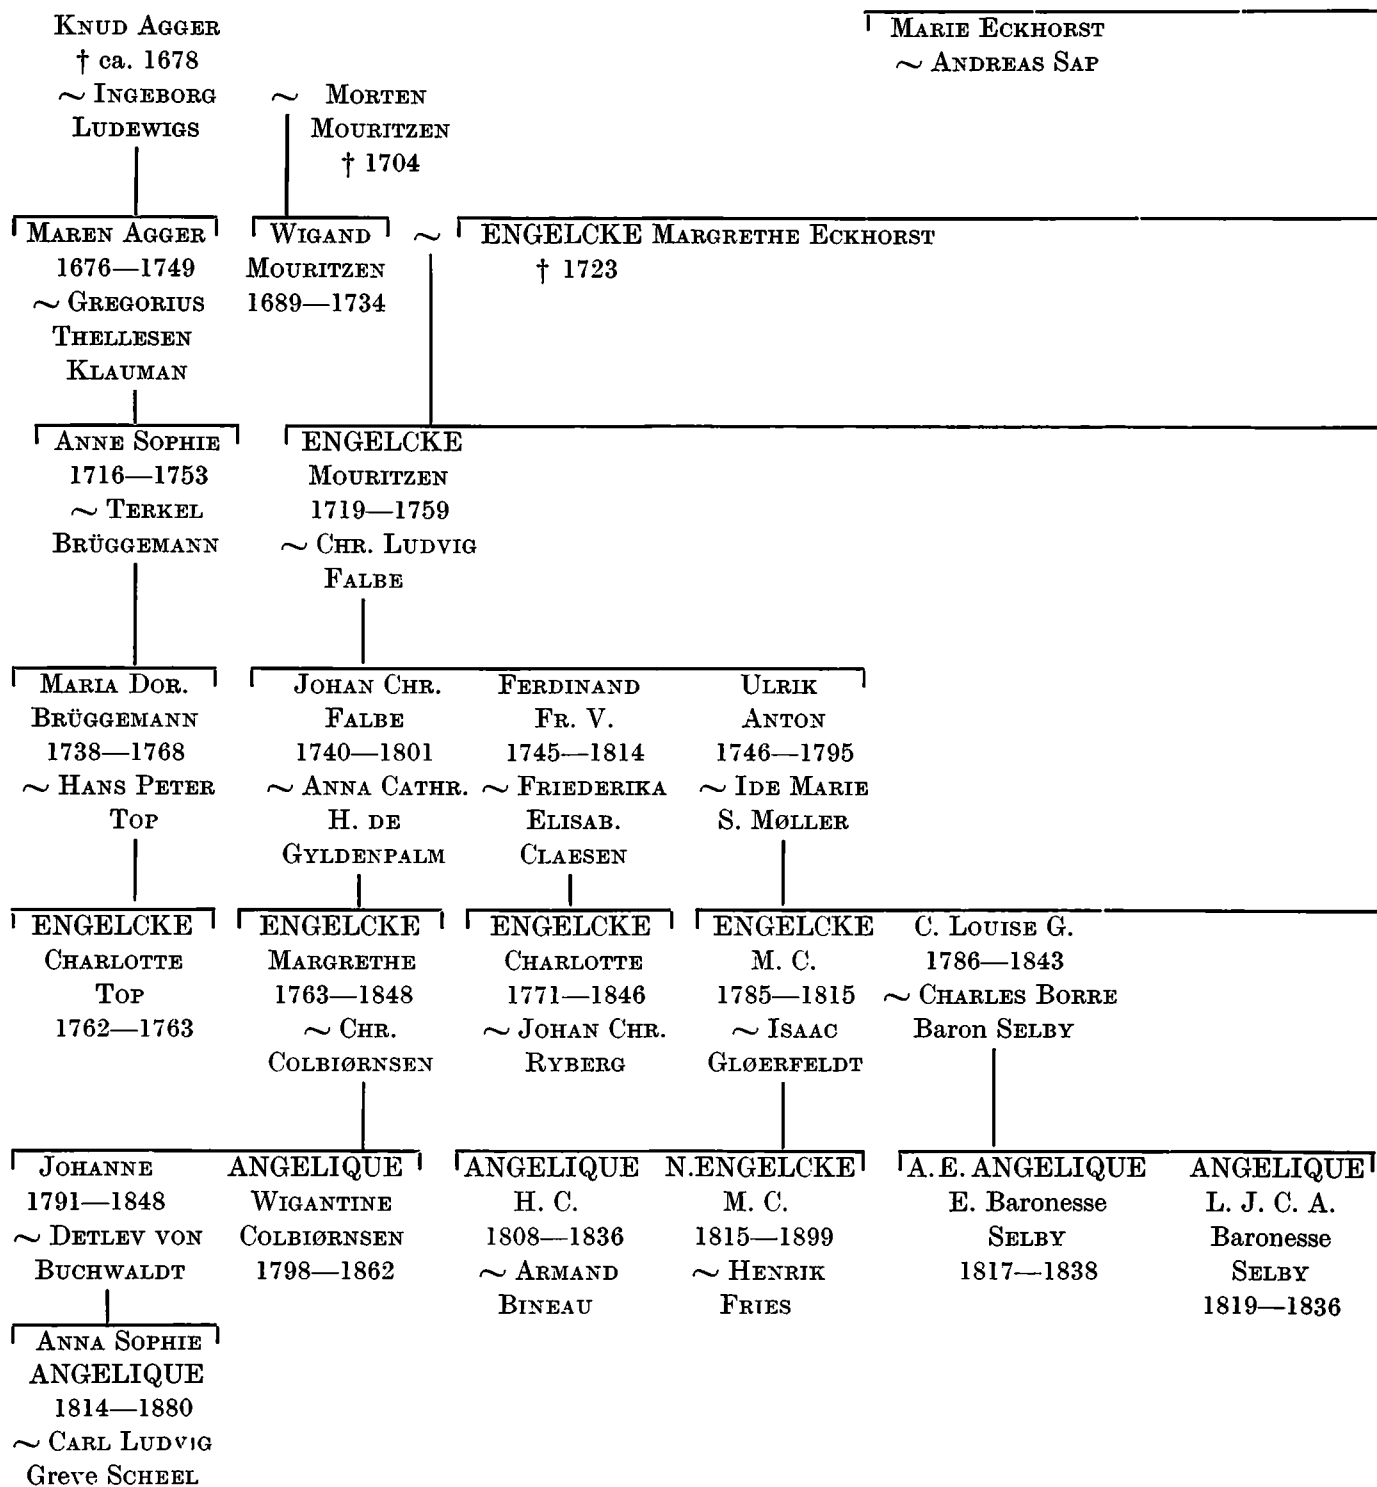 KNUD AGGER
† ca. 1678
~ INGEBORG
LUDEWIGS
~ MORTEN
MOURITZEN
† 1704
MARIE ECKHORST
~ ANDREAS SAP
MAREN AGGER
1676—1749
~ GREGORIUS
THELLESEN
KLAUMAN
WIGAND
MOURITZEN
1689—1734
~ ENGELCKE MARGRETHE ECKHORST
† 1723
ANNE SOPHIE
1716—1753
~ TERKEL
BRÜGGEMANN
ENGELCKE
MOURITZEN
1719—1759
~ CHR. LUDVIG
FALBE
MARIA DOR.
BRÜGGEMANN
1738—1768
~ HANS PETER
TOP
JOHAN CHR.
FALBE
1740—1801
~ ANNA CATHR.
H. DE
GYLDENPALM
FERDINAND
FR. V.
1745—1814
~ FRIEDERIKA
ELISAB.
CLAESEN
ULRIK
ANTON
1746—1795
~ IDE MARIE
S. MØLLER
ENGELCKE
CHARLOTTE
TOP
1762—1763
ENGELCKE
MARGRETHE
1763—1848
~ CHR.
COLBIØRNSEN
ENGELCKE
CHARLOTTE
1771—1846
~ JOHAN CHR.
RYBERG
ENGELCKE
M. C.
1785—1815
~ ISAAC
GLØERFELDT
C. LOUISE G.
1786—1843
~ CHARLES BORRE
Baron SELBY
JOHANNE
1791—1848
~ DETLEV VON
BUCHWALDT
ANGELIQUE
WIGANTINE
COLBIØRNSEN
1798—1862
ANGELIQUE
H. C.
1808—1836
~ ARMAND
BINEAU
N.ENGELCKE
M. C.
1815—1899
~ HENRIK
FRIES
A.E. ANGELIQUE
E. Baronesse
SELBY
1817—1838
ANGELIQUE
L. J. C. A.
Baronesse
SELBY
1819—1836
ANNA SOPHIE
ANGELIQUE
1814—1880
~ CARL LUDVIG
Greve SCHEEL